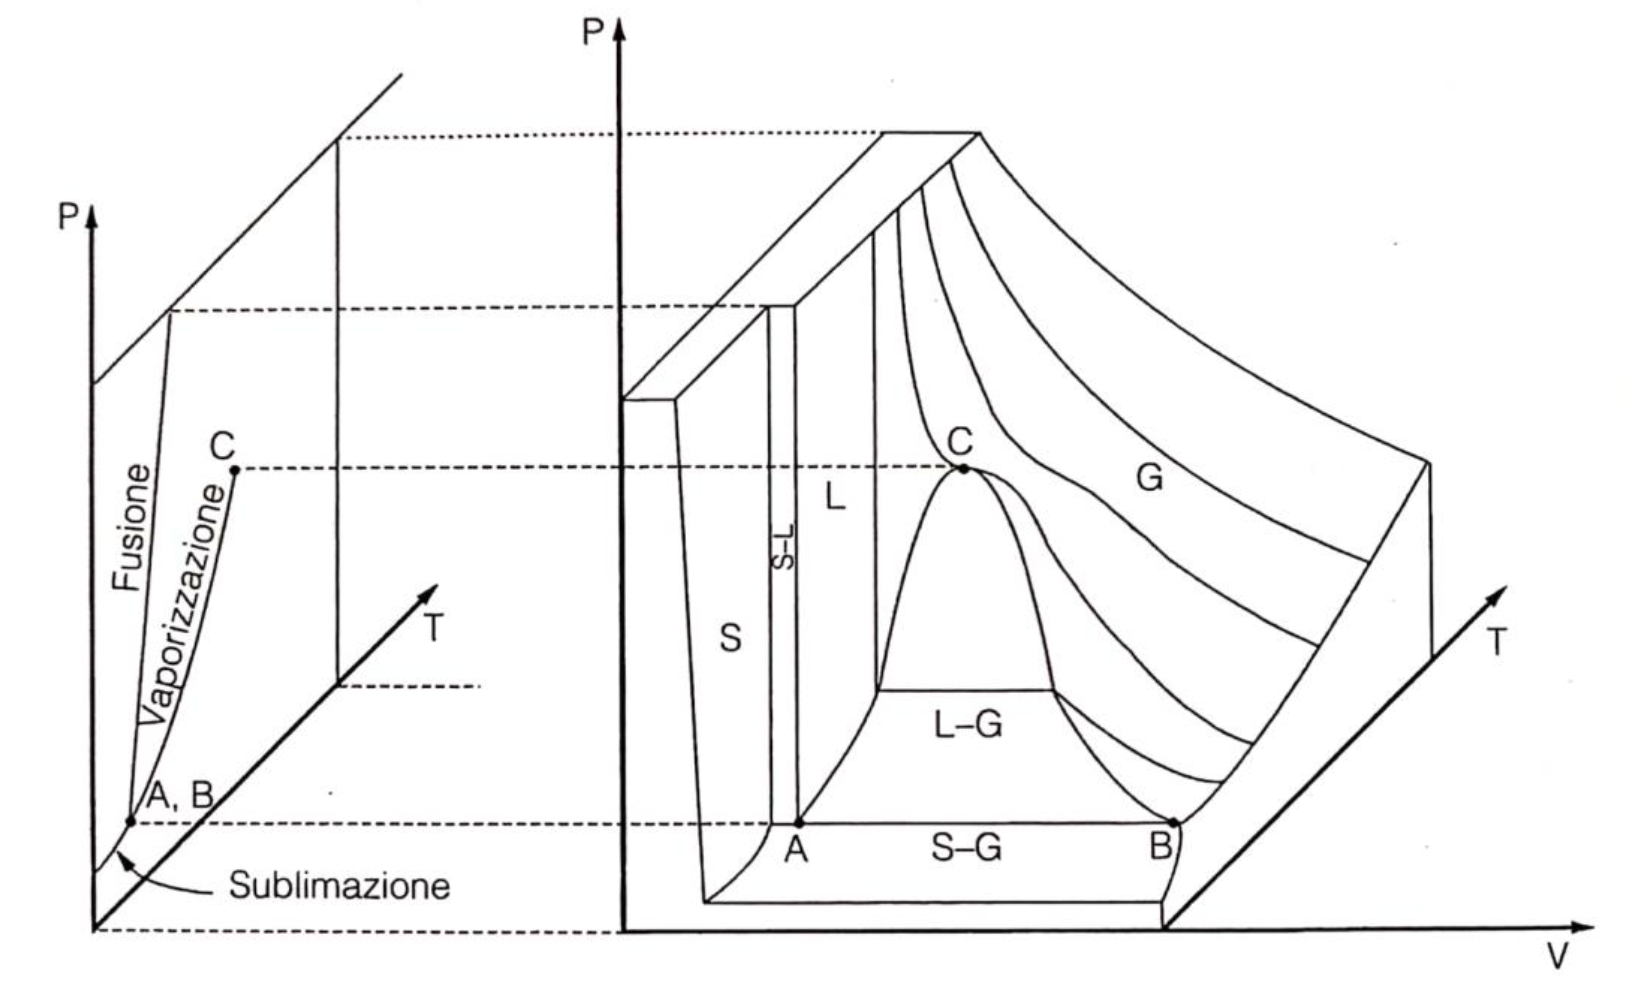 P
P
C
Fusione
Vaporizzazione
T
A, B
Sublimazione
C
G
L
S–L
S
L–G
A
S–G
B
T
V